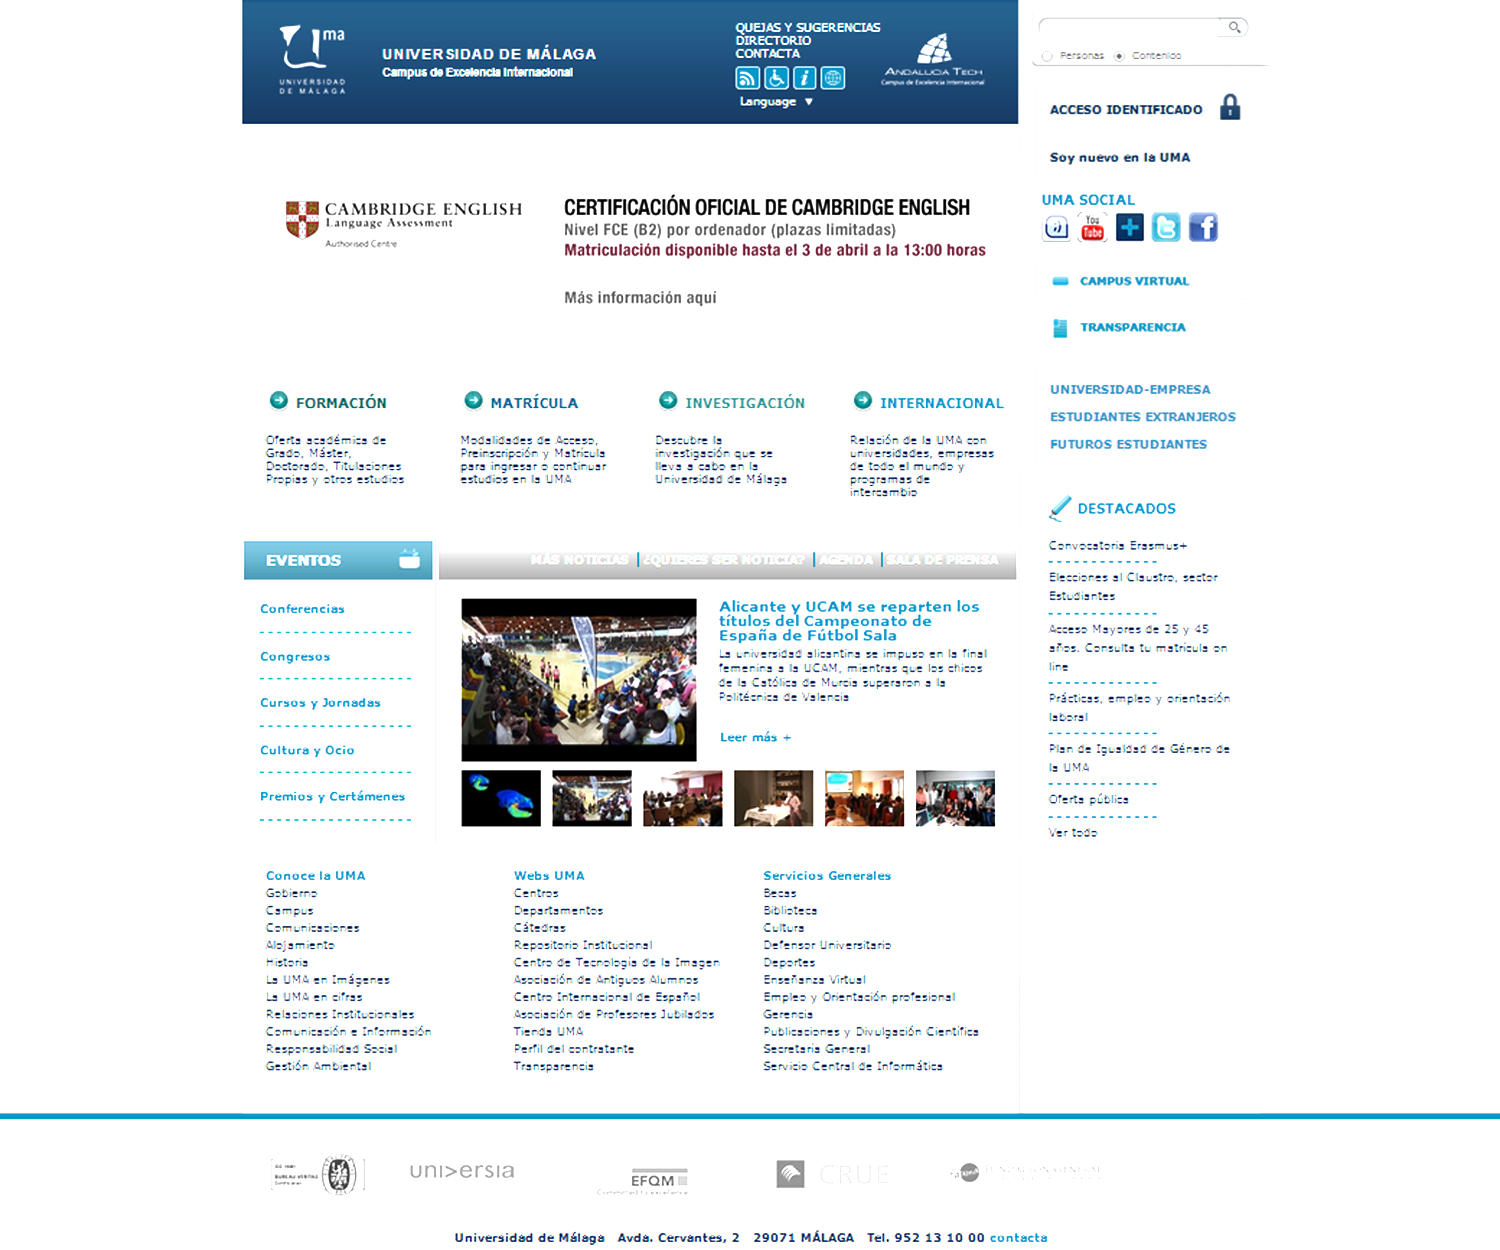 uma
UNIVERSIDAD
DE MÁLAGA
UNIVERSIDAD DE MÁLAGA
Campus de Excelencia Internacional
QUEJAS Y SUGERENCIAS
DIRECTORIO
CONTACTA
Language ▼
ANDALUCIA TECH
Campus de Excelencia Internacional
Personas Contenido
ACCESO IDENTIFICADO
Soy nuevo en la UMA
UMA SOCIAL
You
Tube
CAMPUS VIRTUAL
TRANSPARENCIA
UNIVERSIDAD-EMPRESA
ESTUDIANTES EXTRANJEROS
FUTUROS ESTUDIANTES
CAMBRIDGE ENGLISH
Language Assessment
Authorised Centre
CERTIFICACIÓN OFICIAL DE CAMBRIDGE ENGLISH
Nivel FCE (B2) por ordenador (plazas limitadas)
Matriculación disponible hasta el 3 de abril a la 13:00 horas
Más información aquí
FORMACIÓN
Oferta académica de
Grado, Máster,
Doctorado, Titulaciones
Propias y otros estudios
MATRÍCULA
Modalidades de Acceso,
Preinscripción y Matrícula
para ingresar o continuar
estudios en la UMA
INVESTIGACIÓN
Descubre la
investigación que se
lleva a cabo en la
Universidad de Málaga
INTERNACIONAL
Relación de la UMA con
universidades, empresas
de todo el mundo y
programas de
intercambio
DESTACADOS
Convocatoria Erasmus+
Elecciones al Claustro, sector
Estudiantes
Acceso Mayores de 25 y 45
años. Consulta tu matrícula on
line
Prácticas, empleo y orientación
laboral
Plan de Igualdad de Género de
la UMA
Oferta pública
Ver todo
EVENTOS
Conferencias
Congresos
Cursos y Jornadas
Cultura y Ocio
Premios y Certámenes
MÁS NOTICIAS | ¿QUIERES SER NOTICIA? | AGENDA | SALA DE PRENSA
Alicante y UCAM se reparten los
títulos del Campeonato de
España de Fútbol Sala
La universidad alicantina se impuso en la final
femenina a la UCAM, mientras que los chicos
de la Católica de Murcia superaron a la
Politécnica de Valencia
Leer más +
Conoce la UMA
Gobierno
Campus
Comunicaciones
Alojamiento
Historia
La UMA en Imágenes
La UMA en cifras
Relaciones Institucionales
Comunicación e Información
Responsabilidad Social
Gestión Ambiental
Webs UMA
Centros
Departamentos
Cátedras
Repositorio Institucional
Centro de Tecnología de la Imagen
Asociación de Antiguos Alumnos
Centro Internacional de Español
Asociación de Profesores Jubilados
Tienda UMA
Perfil del contratante
Transparencia
Servicios Generales
Becas
Biblioteca
Cultura
Defensor Universitario
Deportes
Enseñanza Virtual
Empleo y Orientación profesional
Gerencia
Publicaciones y Divulgación Científica
Secretaría General
Servicio Central de Informática
BUREAU VERITAS
Certification
universia
EFQM
Committed to excellence
CRUE
FUNDACIÓN GENERAL
Universidad de Málaga Avda. Cervantes, 2 29071 MÁLAGA Tel. 952 13 10 00 contacta